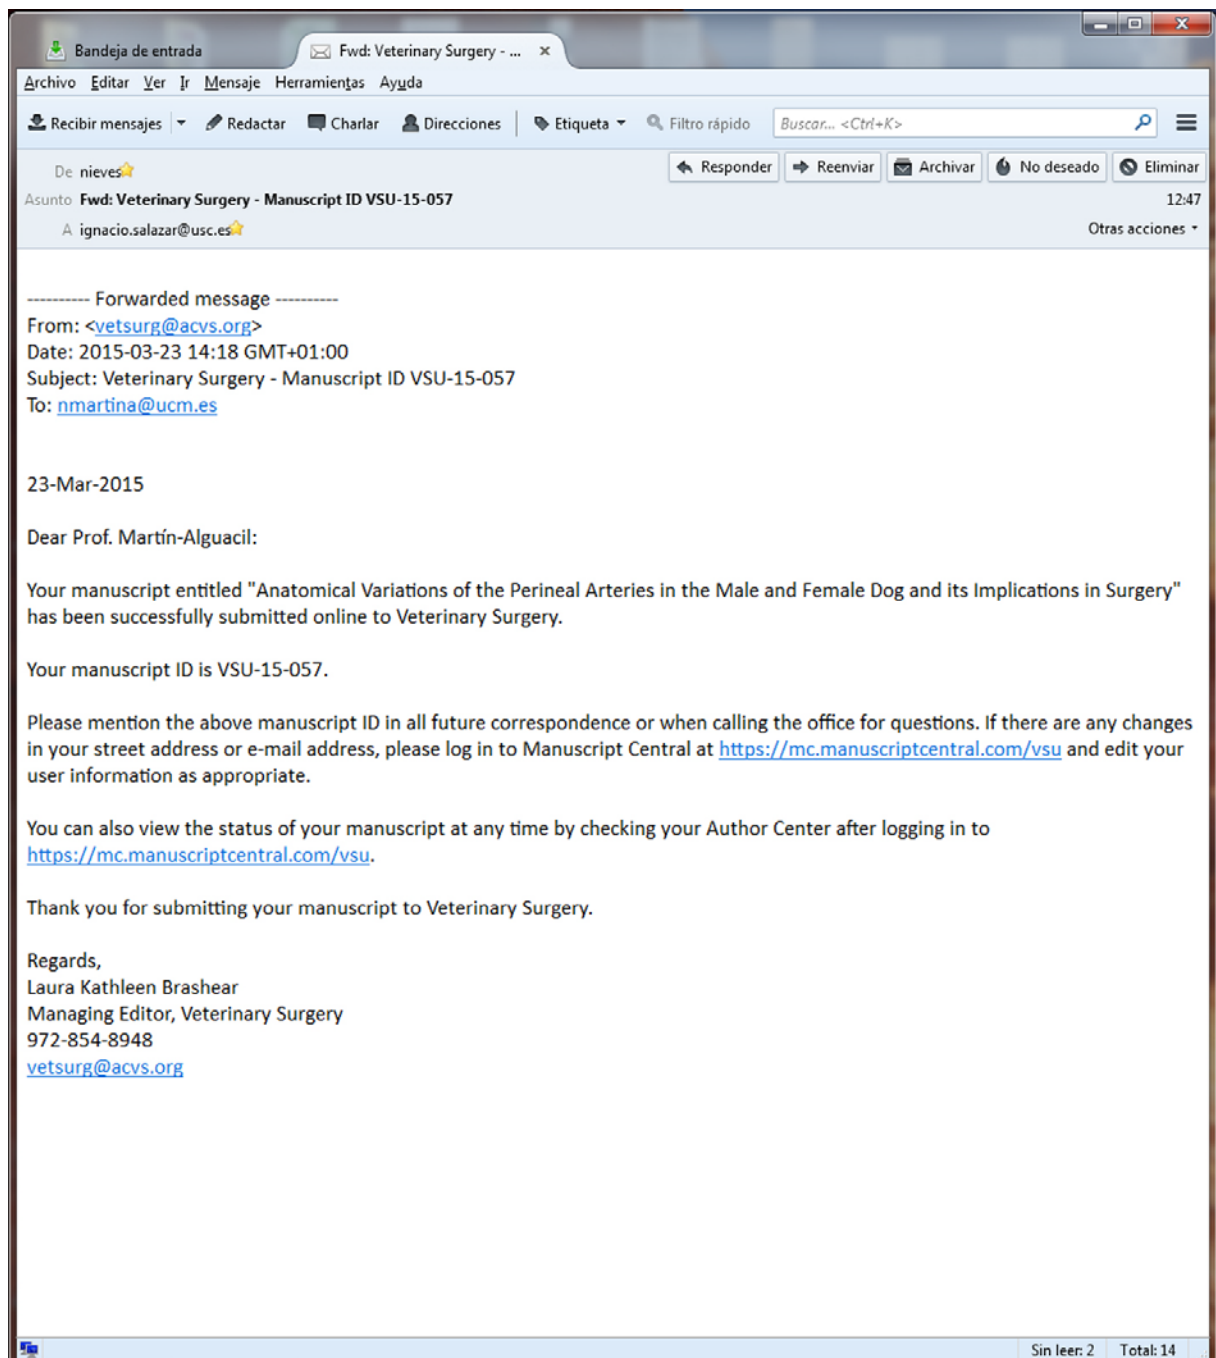 Bandeja de entrada
Fwd: Veterinary Surgery - ...
Archivo Editar Ver Ir Mensaje Herramientas Ayuda
Recibir mensajes Redactar Charlar Direcciones Etiqueta Filtro rápido Buscar... <Ctrl+K>
De nieves
Responder Reenviar Archivar No deseado Eliminar
Asunto Fwd: Veterinary Surgery - Manuscript ID VSU-15-057 12:47
A ignacio.salazar@usc.es Otras acciones
---------- Forwarded message ----------
From: <vetsurg@acvs.org>
Date: 2015-03-23 14:18 GMT+01:00
Subject: Veterinary Surgery - Manuscript ID VSU-15-057
To: nmartina@ucm.es
23-Mar-2015
Dear Prof. Martín-Alguacil:
Your manuscript entitled "Anatomical Variations of the Perineal Arteries in the Male and Female Dog and its Implications in Surgery"
has been successfully submitted online to Veterinary Surgery.
Your manuscript ID is VSU-15-057.
Please mention the above manuscript ID in all future correspondence or when calling the office for questions. If there are any changes
in your street address or e-mail address, please log in to Manuscript Central at https://mc.manuscriptcentral.com/vsu and edit your
user information as appropriate.
You can also view the status of your manuscript at any time by checking your Author Center after logging in to
https://mc.manuscriptcentral.com/vsu.
Thank you for submitting your manuscript to Veterinary Surgery.
Regards,
Laura Kathleen Brashear
Managing Editor, Veterinary Surgery
972-854-8948
vetsurg@acvs.org
Sin leer: 2 Total: 14